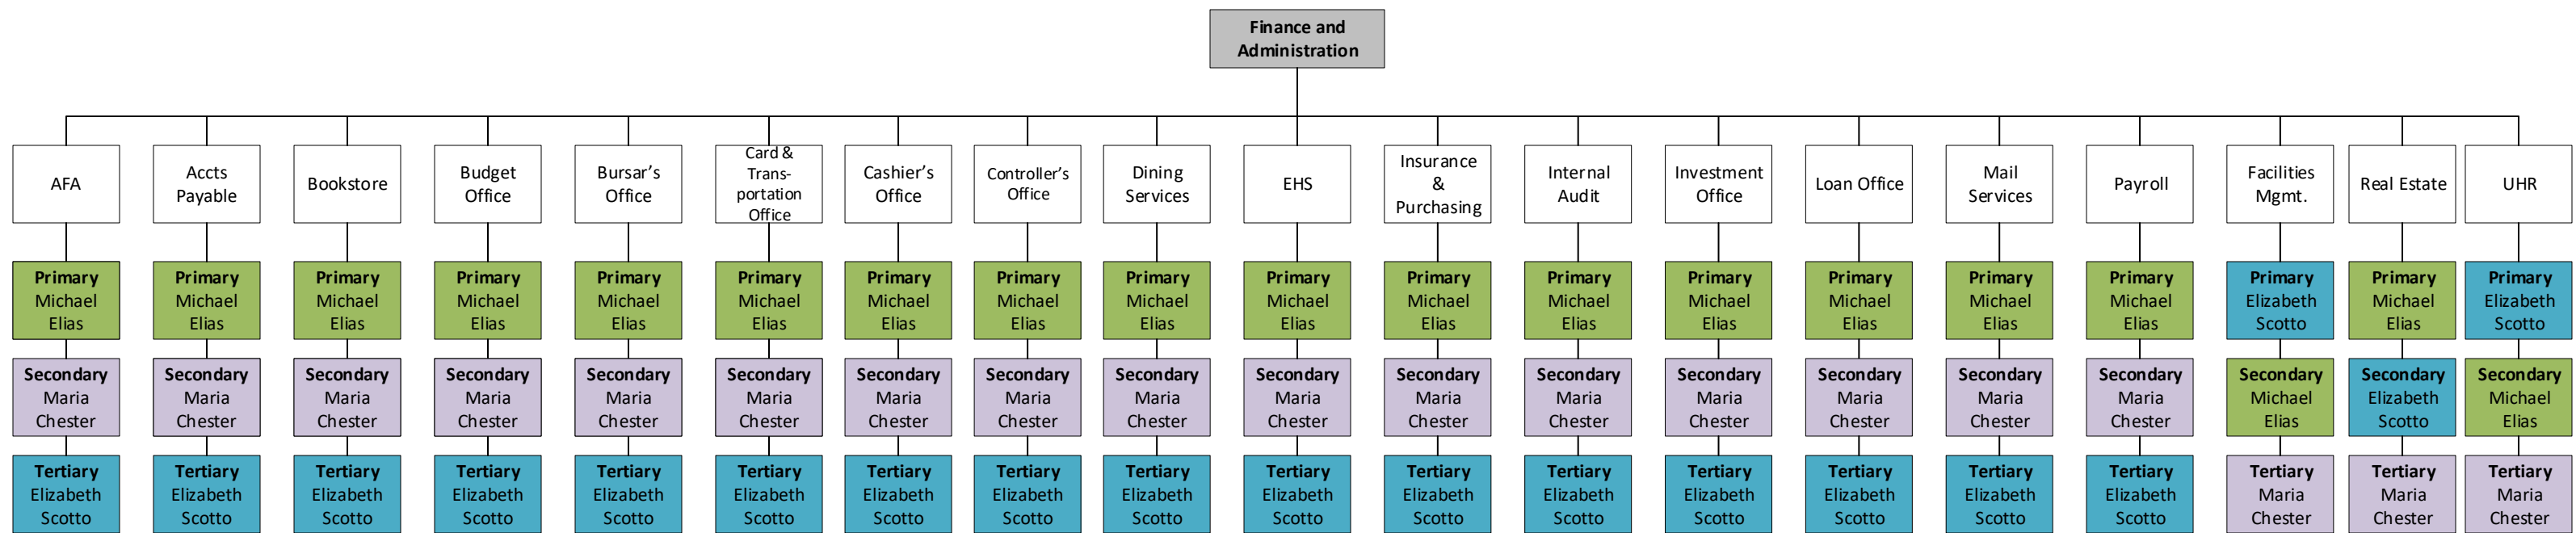 Finance and
Administration
AFA
Accts
Payable
Bookstore
Budget
Office
Bursar's
Office
Card &
Trans-
portation
Office
Cashier's
Office
Controller's
Office
Dining
Services
EHS
Insurance
&
Purchasing
Internal
Audit
Investment
Office
Loan Office
Mail
Services
Payroll
Facilities
Mgmt.
Real Estate
UHR
Primary
Michael
Elias
Primary
Michael
Elias
Primary
Michael
Elias
Primary
Michael
Elias
Primary
Michael
Elias
Primary
Michael
Elias
Primary
Michael
Elias
Primary
Michael
Elias
Primary
Michael
Elias
Primary
Michael
Elias
Primary
Michael
Elias
Primary
Michael
Elias
Primary
Michael
Elias
Primary
Michael
Elias
Primary
Michael
Elias
Primary
Michael
Elias
Primary
Elizabeth
Scotto
Primary
Michael
Elias
Primary
Elizabeth
Scotto
Secondary
Maria
Chester
Secondary
Maria
Chester
Secondary
Maria
Chester
Secondary
Maria
Chester
Secondary
Maria
Chester
Secondary
Maria
Chester
Secondary
Maria
Chester
Secondary
Maria
Chester
Secondary
Maria
Chester
Secondary
Maria
Chester
Secondary
Maria
Chester
Secondary
Maria
Chester
Secondary
Maria
Chester
Secondary
Maria
Chester
Secondary
Maria
Chester
Secondary
Maria
Chester
Secondary
Michael
Elias
Secondary
Elizabeth
Scotto
Secondary
Michael
Elias
Tertiary
Elizabeth
Scotto
Tertiary
Elizabeth
Scotto
Tertiary
Elizabeth
Scotto
Tertiary
Elizabeth
Scotto
Tertiary
Elizabeth
Scotto
Tertiary
Elizabeth
Scotto
Tertiary
Elizabeth
Scotto
Tertiary
Elizabeth
Scotto
Tertiary
Elizabeth
Scotto
Tertiary
Elizabeth
Scotto
Tertiary
Elizabeth
Scotto
Tertiary
Elizabeth
Scotto
Tertiary
Elizabeth
Scotto
Tertiary
Elizabeth
Scotto
Tertiary
Elizabeth
Scotto
Tertiary
Elizabeth
Scotto
Tertiary
Maria
Chester
Tertiary
Maria
Chester
Tertiary
Maria
Chester